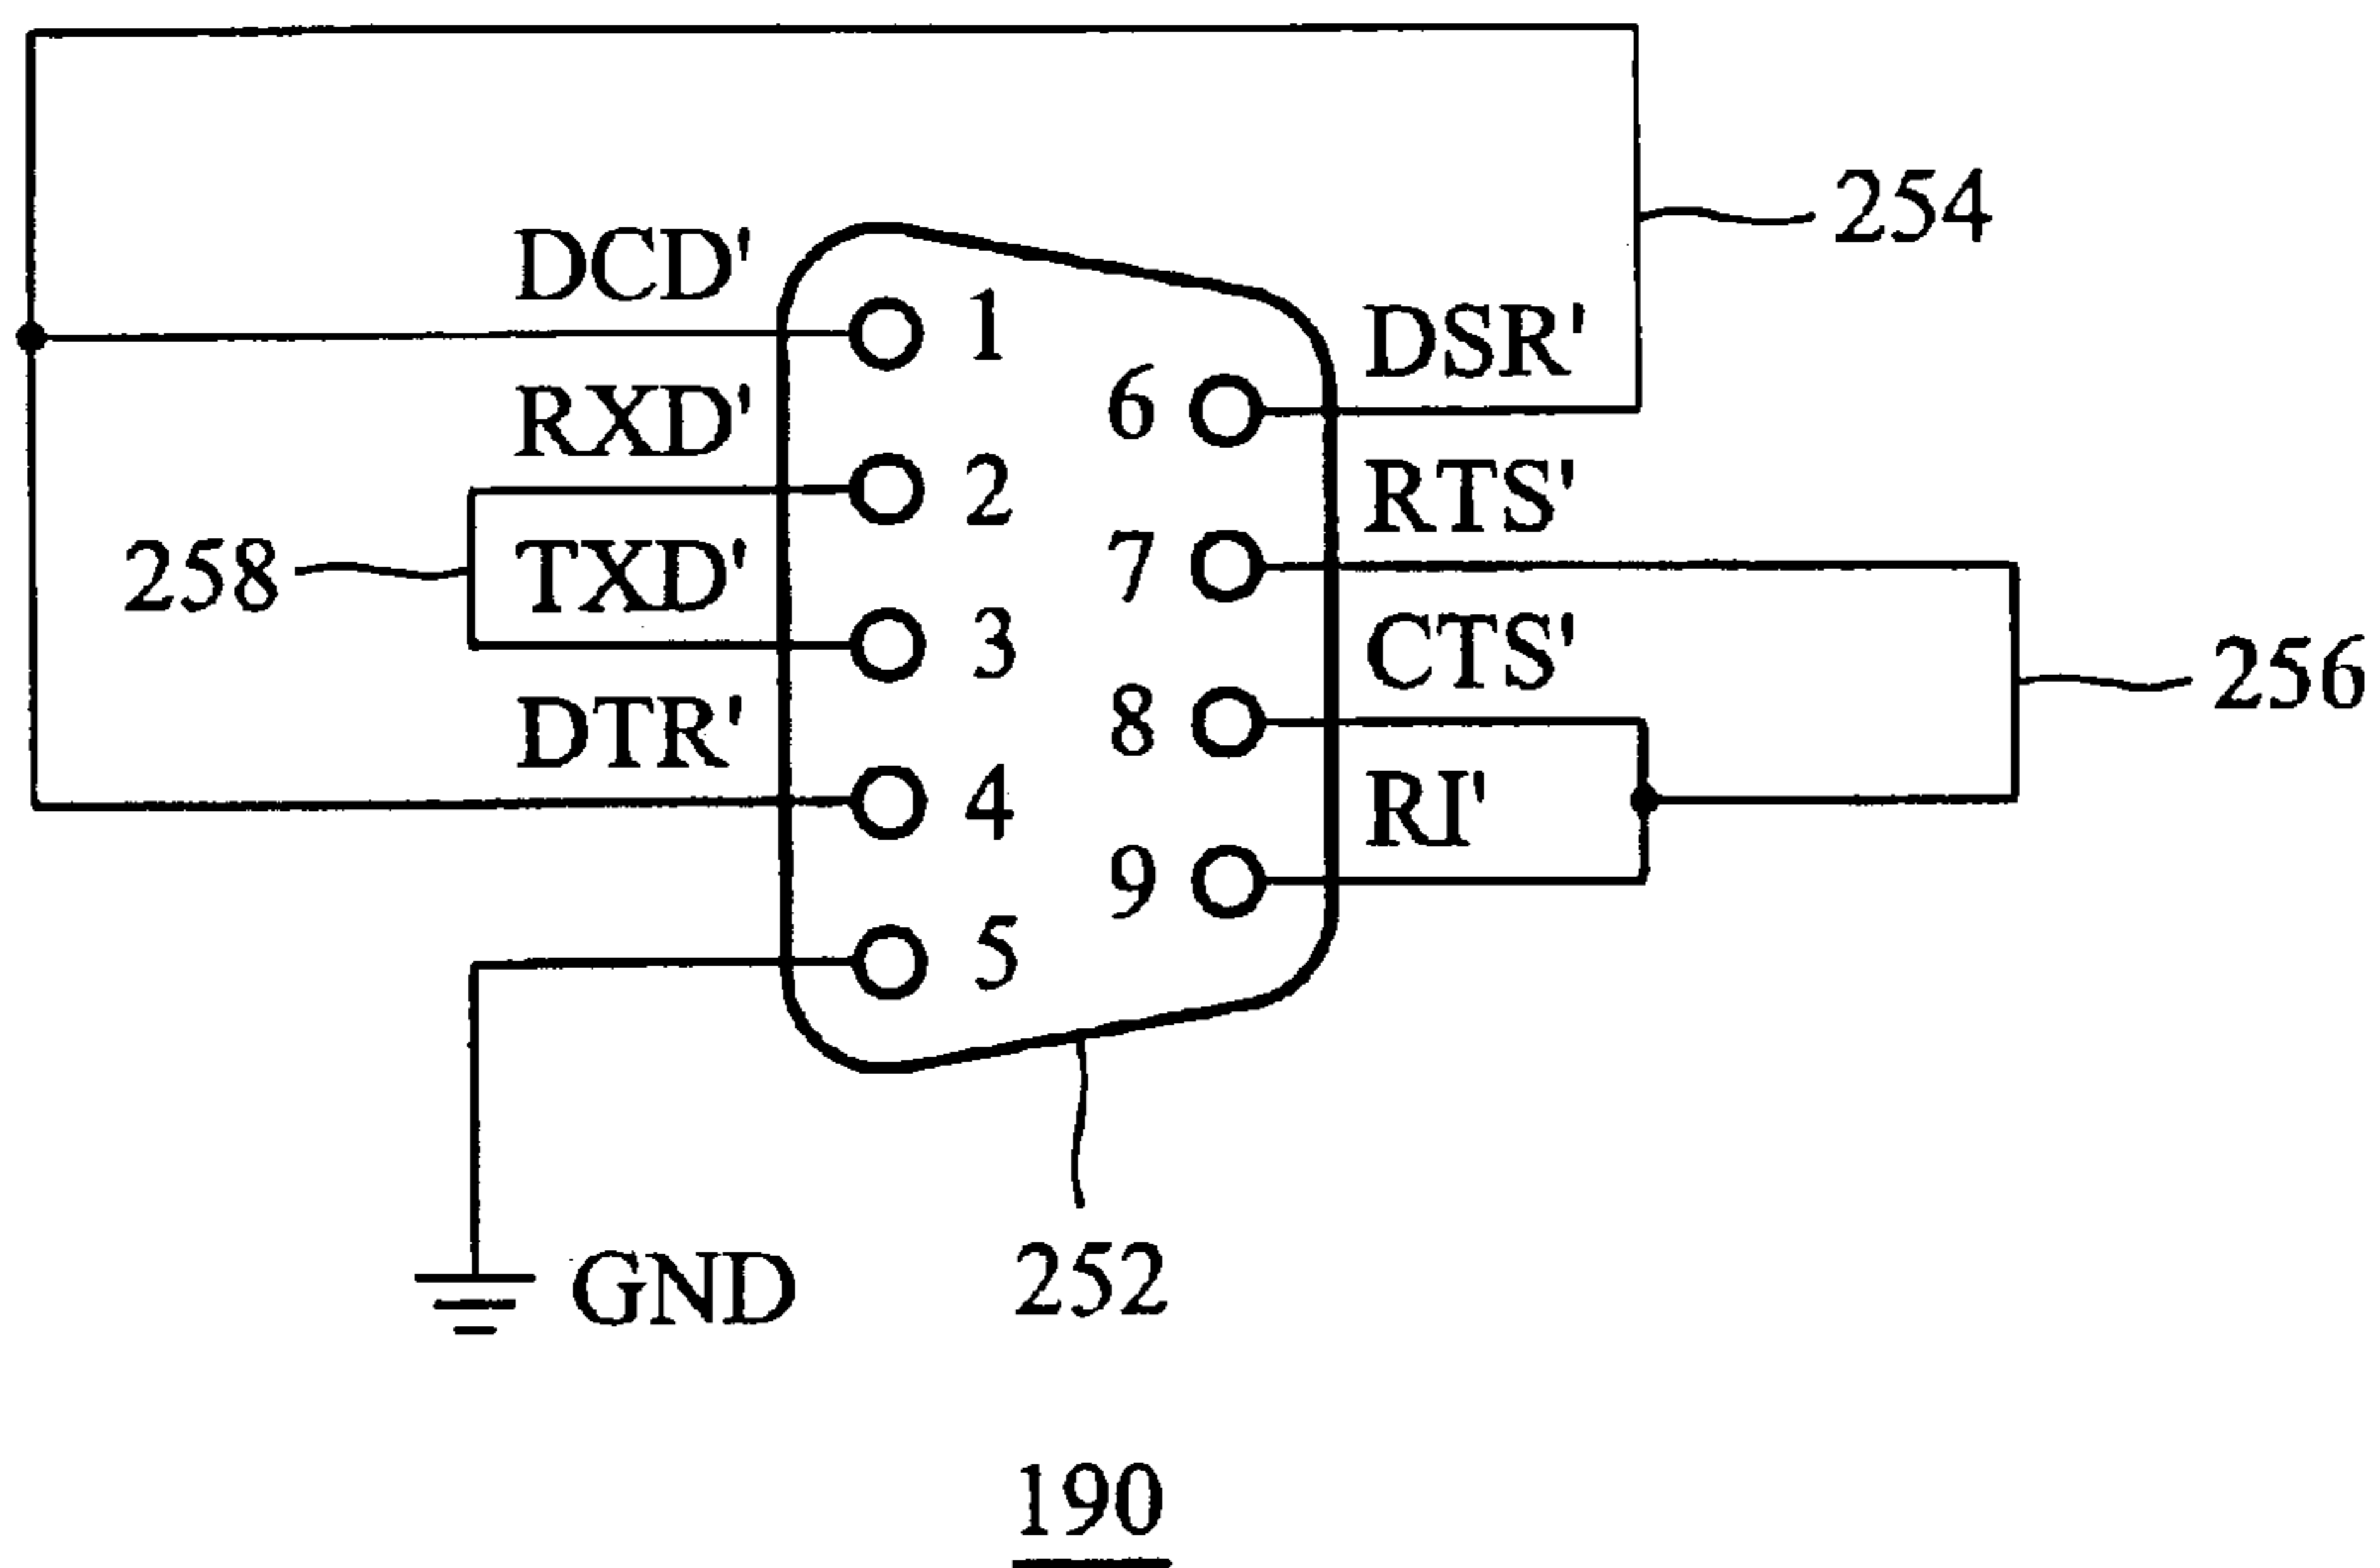 254
DCD'
1
DSR'
6
RXD'
2
RTS'
7
258
TXD'
3
CTS'
256
8
DTR'
4
RI'
9
5
GND
252
190